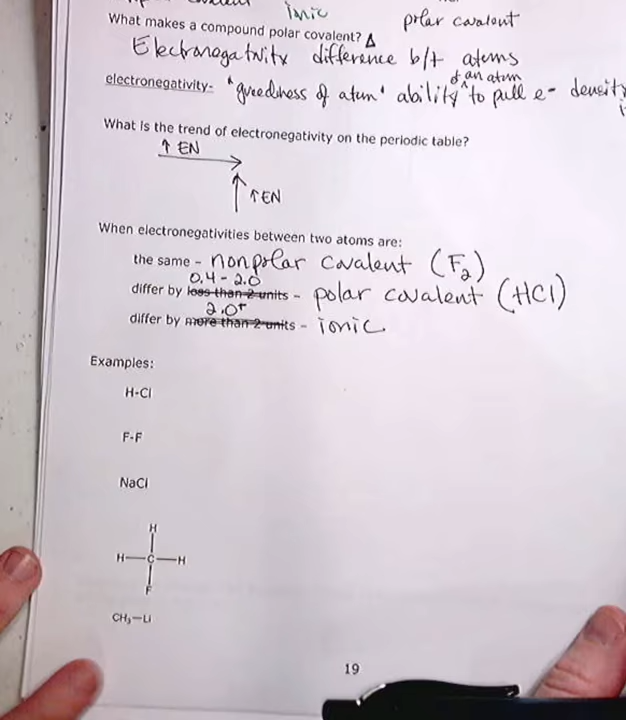 ionic polar covalent
What makes a compound polar covalent? Δ
Electronegativity difference b/t atoms
of an atom
electronegativity- "greediness of atom" ability ^ to pull e- density
What is the trend of electronegativity on the periodic table?
↑ EN
↑ EN
When electronegativities between two atoms are:
the same - nonpolar covalent (F₂)
0.4 - 2.0
differ by less than 2 units - polar covalent (HCl)
2.0+
differ by more than 2 units - ionic
Examples:
H-Cl
F-F
NaCl
H
H—C—H
F
CH₃—Li
19